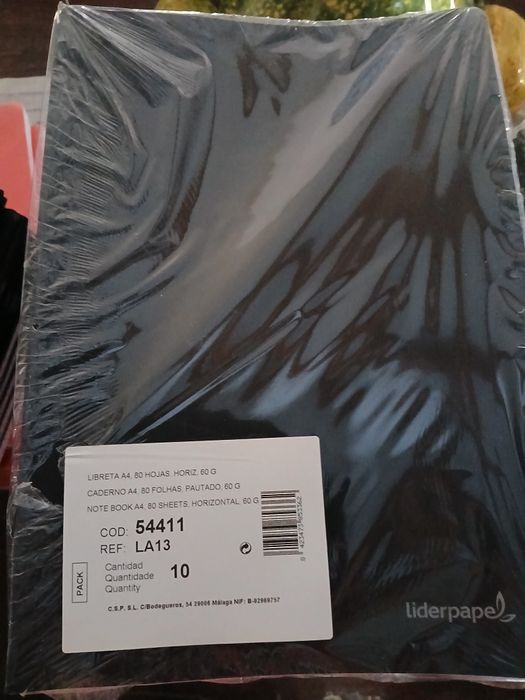 LIBRETA A4, 80 HOJAS, HORIZ, 60 G
CADERNO A4, 80 FOLHAS, PAUTADO, 60 G
NOTE BOOK A4, 80 SHEETS, HORIZONTAL, 60 G
COD: 54411
REF: LA13
PACK
Cantidad
Quantidade 10
Quantity
C.S.P. S.L. C/Bodegueros, 54 29006 Málaga NIF: B-92969757
liderpapel